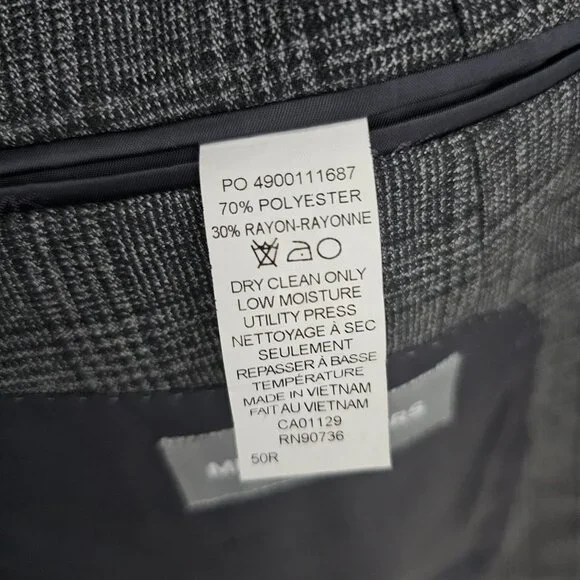 PO 4900111687
70% POLYESTER
30% RAYON-RAYONNE
DRY CLEAN ONLY
LOW MOISTURE
UTILITY PRESS
NETTOYAGE À SEC
SEULEMENT
REPASSER À BASSE
TEMPÉRATURE
MADE IN VIETNAM
FAIT AU VIETNAM
CA01129
RN90736
50R